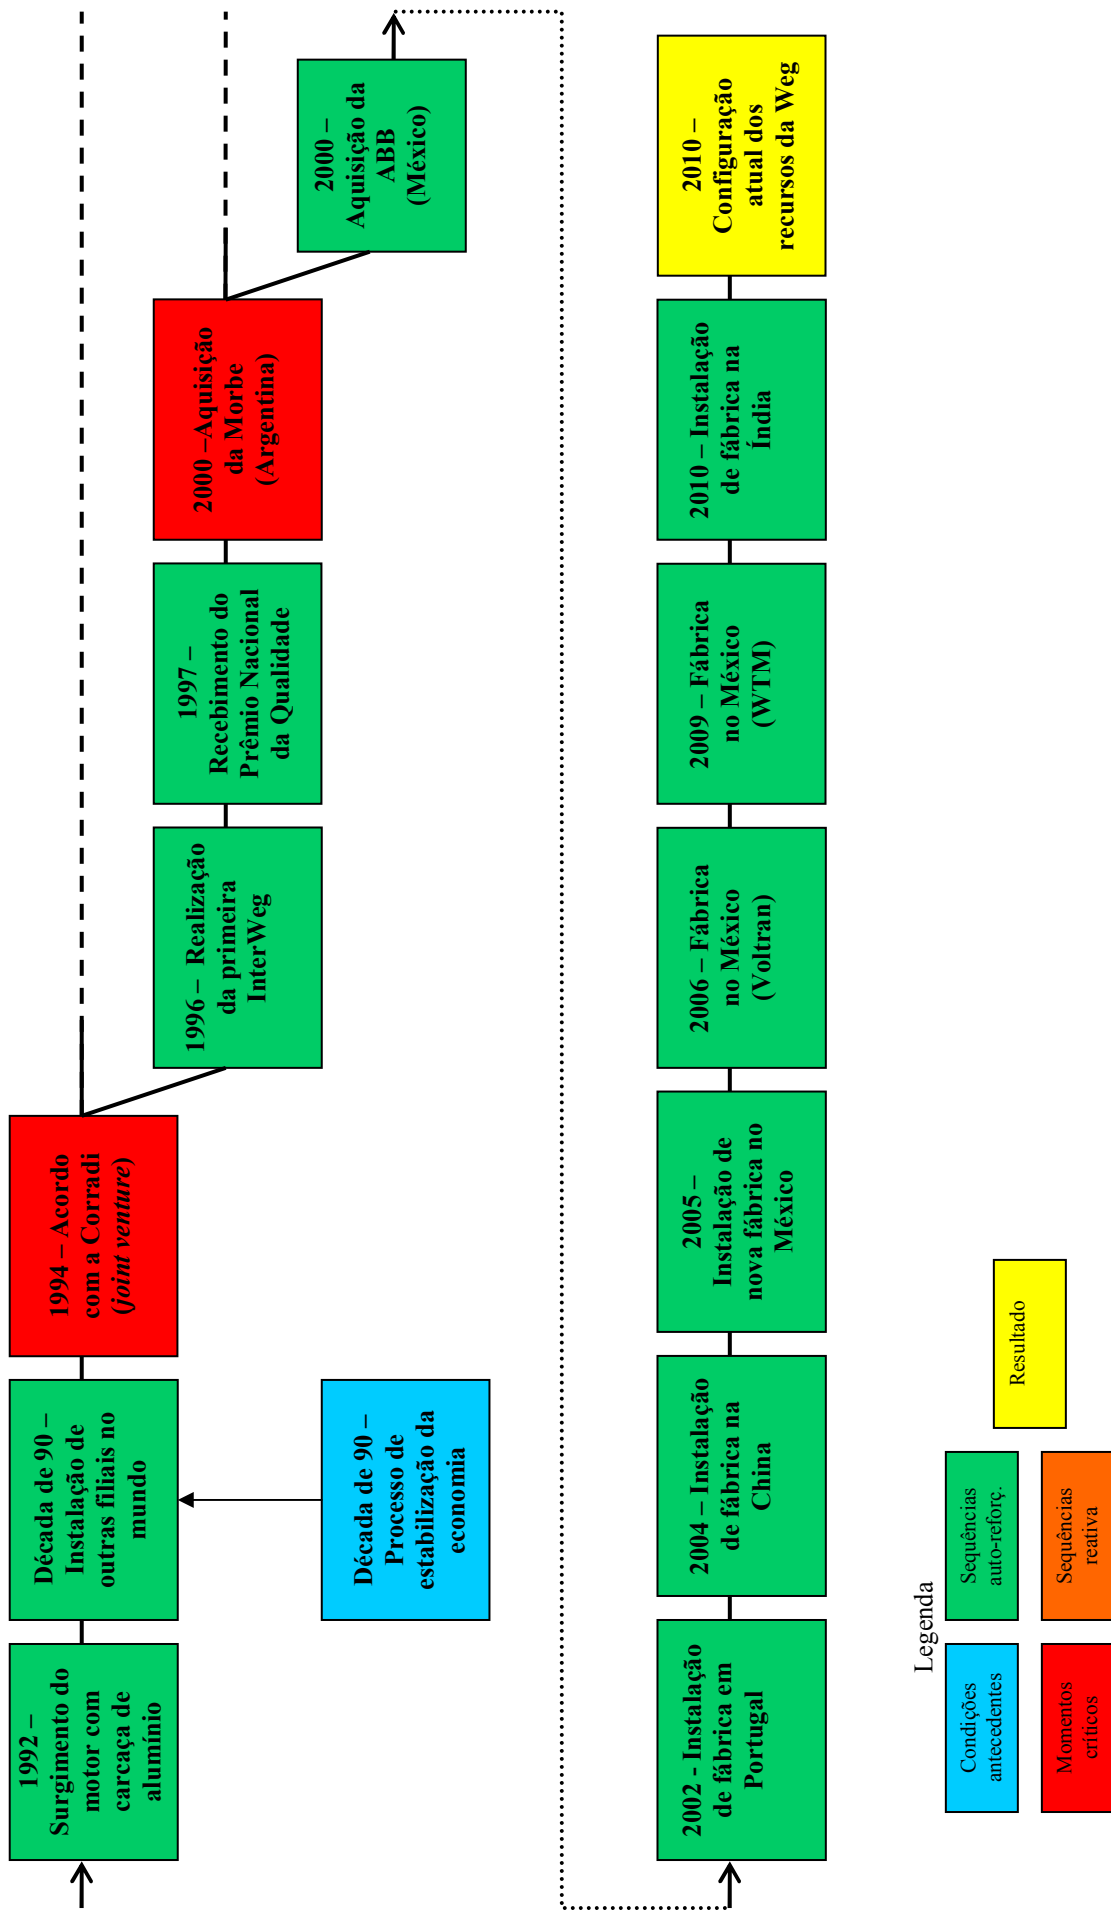 1992 –
Surgimento do
motor com
carcaça de
alumínio
Década de 90 –
Instalação de
outras filiais no
mundo
1994 – Acordo
com a Corradi
(joint venture)
Década de 90 –
Processo de
estabilização da
economia
1996 – Realização
da primeira
InterWeg
1997 –
Recebimento do
Prêmio Nacional
da Qualidade
2000 –Aquisição
da Morbe
(Argentina)
2000 –
Aquisição da
ABB
(México)
2002 - Instalação
de fábrica em
Portugal
2004 – Instalação
de fábrica na
China
2005 –
Instalação de
nova fábrica no
México
2006 – Fábrica
no México
(Voltran)
2009 – Fábrica
no México
(WTM)
2010 – Instalação
de fábrica na
Índia
2010 –
Configuração
atual dos
recursos da Weg
Legenda
Condições
antecedentes
Sequências
auto-reforç.
Resultado
Momentos
críticos
Sequências
reativa